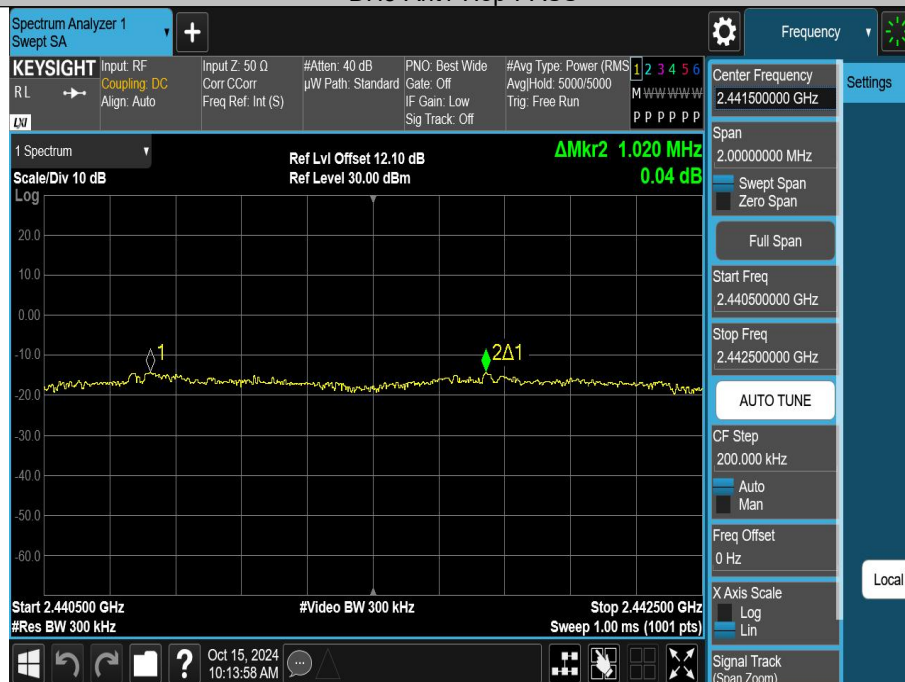 Spectrum Analyzer 1
Swept SA
Frequency
KEYSIGHT
RL
LXI
Input: RF
Coupling: DC
Align: Auto
Input Z: 50 Ω
Corr CCorr
Freq Ref: Int (S)
#Atten: 40 dB
µW Path: Standard
PNO: Best Wide
Gate: Off
IF Gain: Low
Sig Track: Off
#Avg Type: Power (RMS
Avg|Hold: 5000/5000
Trig: Free Run
1 2 3 4 5 6
M W W W W W
P P P P P P
1 Spectrum
Scale/Div 10 dB
Log
Ref Lvl Offset 12.10 dB
Ref Level 30.00 dBm
ΔMkr2 1.020 MHz
0.04 dB
20.0
10.0
0.00
-10.0
-20.0
-30.0
-40.0
-50.0
-60.0
1
2Δ1
Start 2.440500 GHz
#Res BW 300 kHz
#Video BW 300 kHz
Stop 2.442500 GHz
Sweep 1.00 ms (1001 pts)
Oct 15, 2024
10:13:58 AM
Center Frequency
2.441500000 GHz
Span
2.00000000 MHz
Swept Span
Zero Span
Full Span
Start Freq
2.440500000 GHz
Stop Freq
2.442500000 GHz
AUTO TUNE
CF Step
200.000 kHz
Auto
Man
Freq Offset
0 Hz
X Axis Scale
Log
Lin
Signal Track
(Span Zoom)
Settings
Local